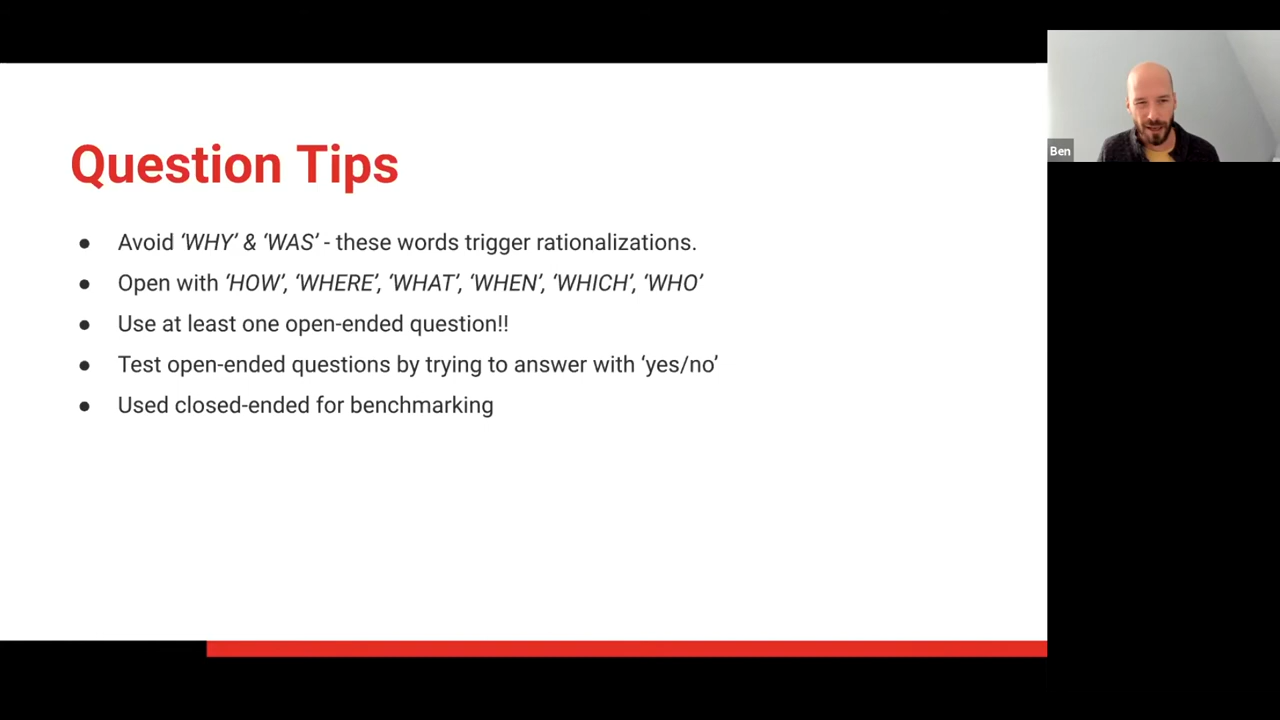 Question Tips
● Avoid ‘WHY’ & ‘WAS’ - these words trigger rationalizations.
● Open with ‘HOW’, ‘WHERE’, ‘WHAT’, ‘WHEN’, ‘WHICH’, ‘WHO’
● Use at least one open-ended question!!
● Test open-ended questions by trying to answer with ‘yes/no’
● Used closed-ended for benchmarking
Ben